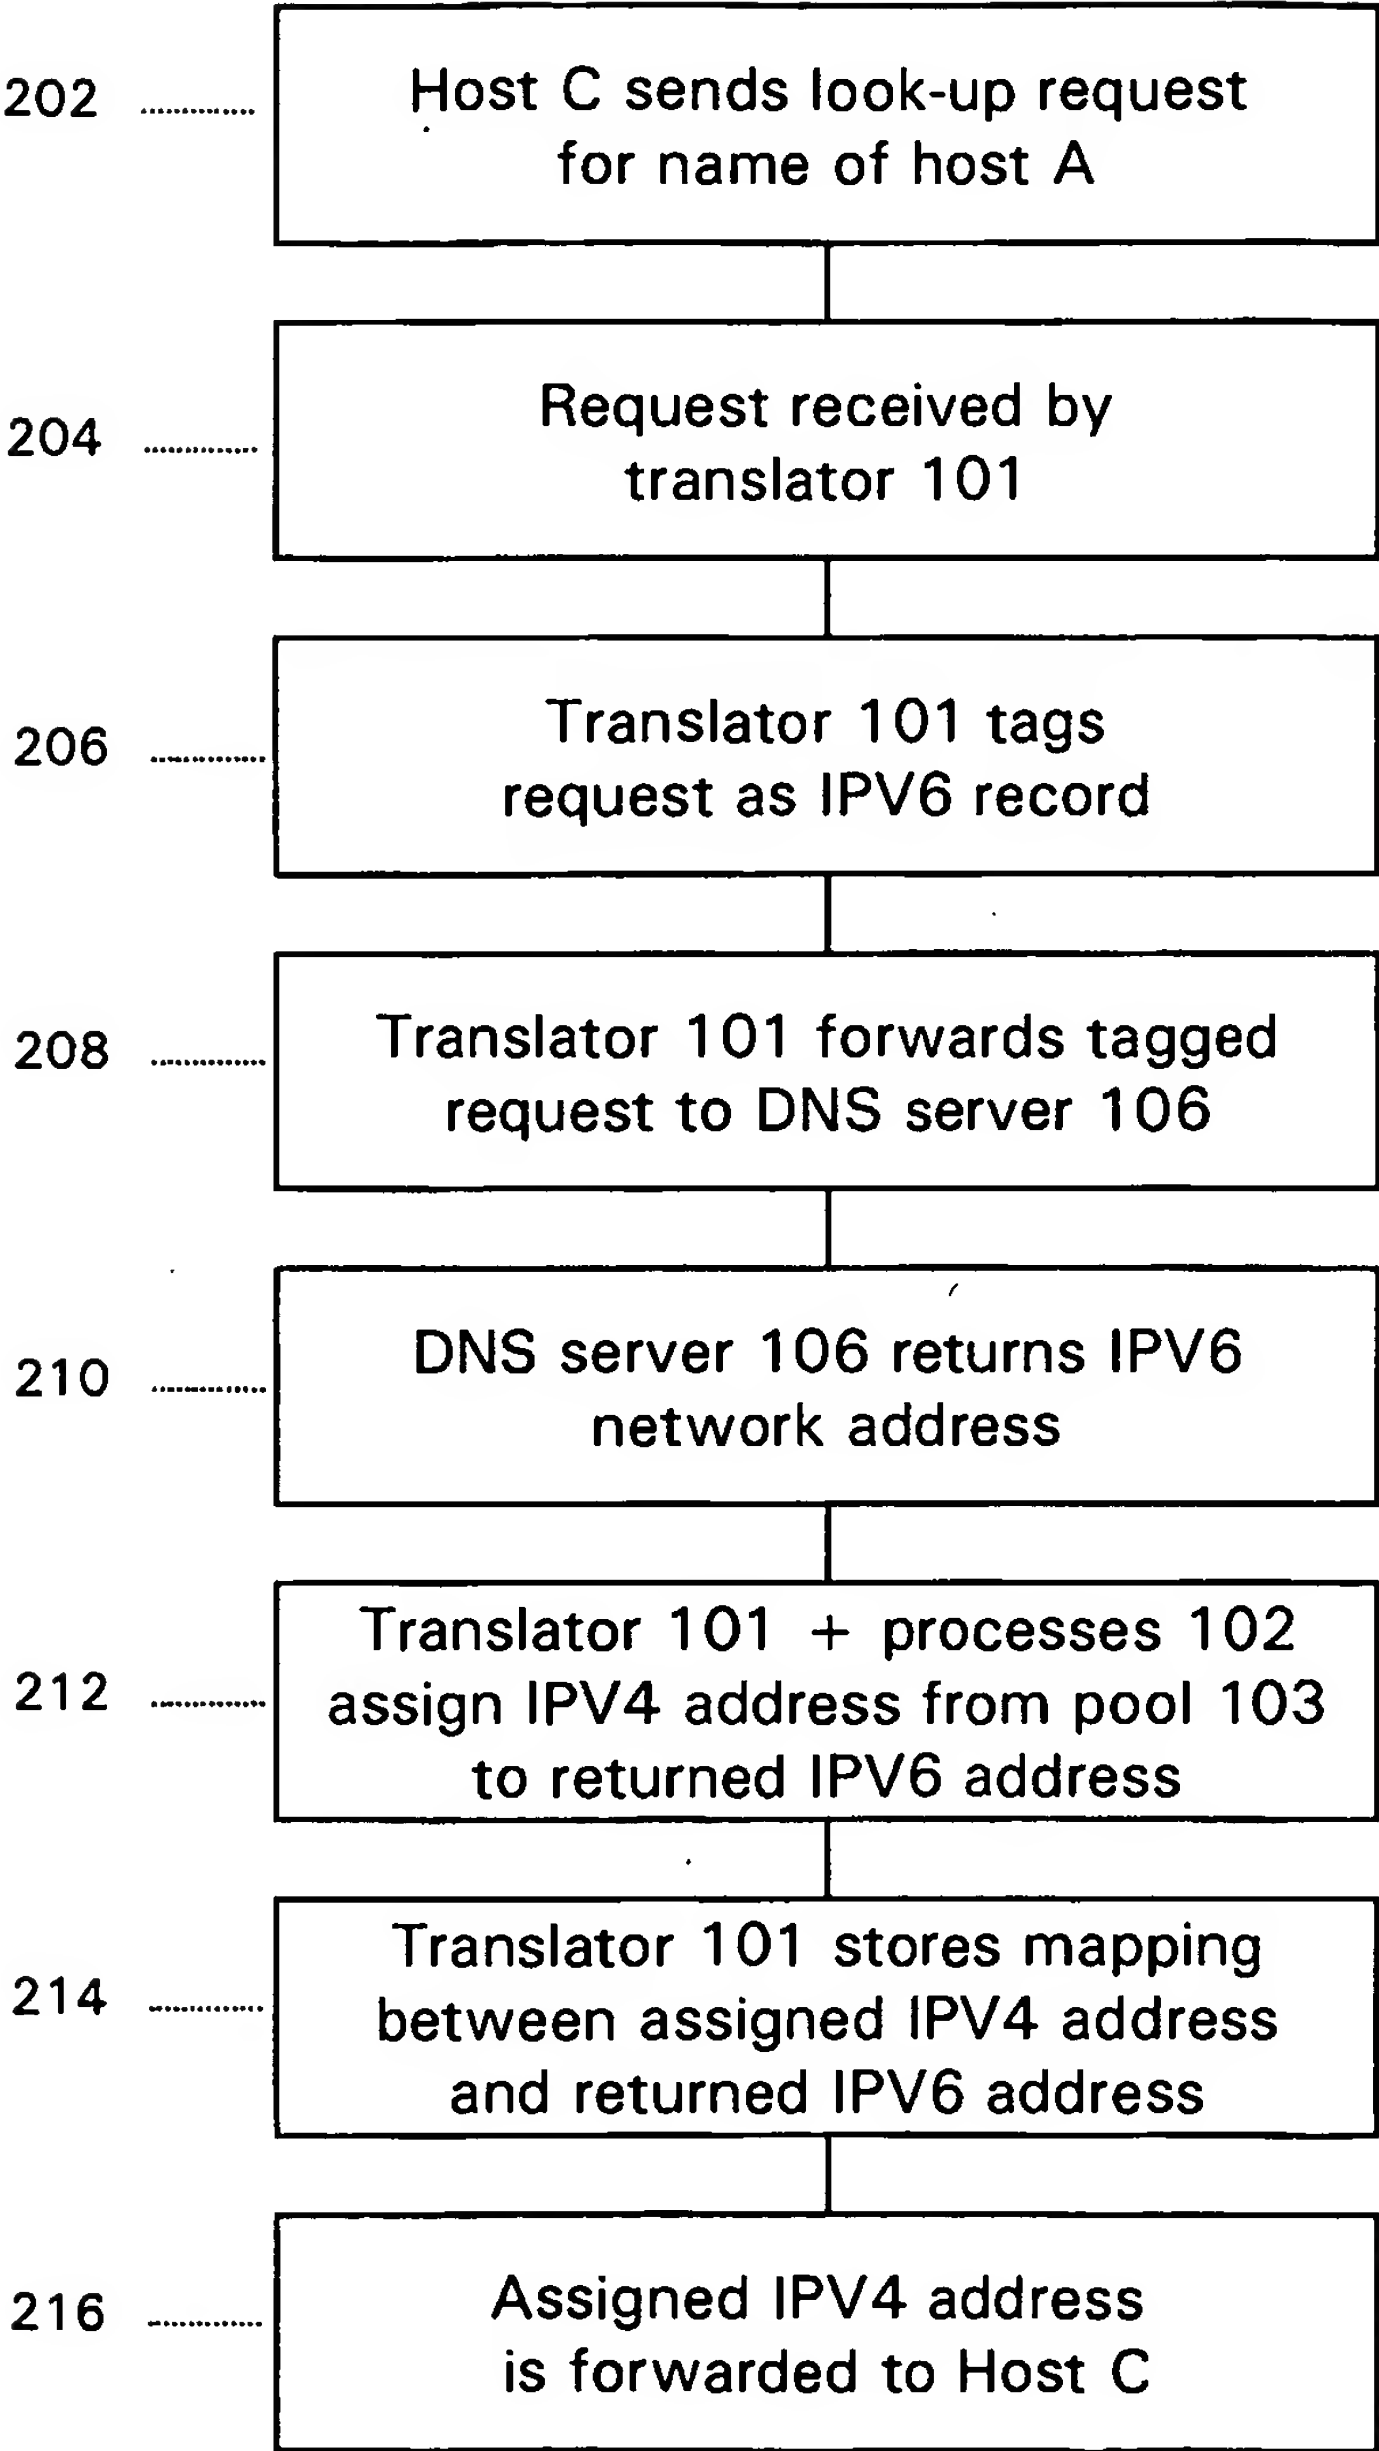 202
Host C sends look-up request
for name of host A
204
Request received by
translator 101
206
Translator 101 tags
request as IPV6 record
208
Translator 101 forwards tagged
request to DNS server 106
210
DNS server 106 returns IPV6
network address
212
Translator 101 + processes 102
assign IPV4 address from pool 103
to returned IPV6 address
214
Translator 101 stores mapping
between assigned IPV4 address
and returned IPV6 address
216
Assigned IPV4 address
is forwarded to Host C